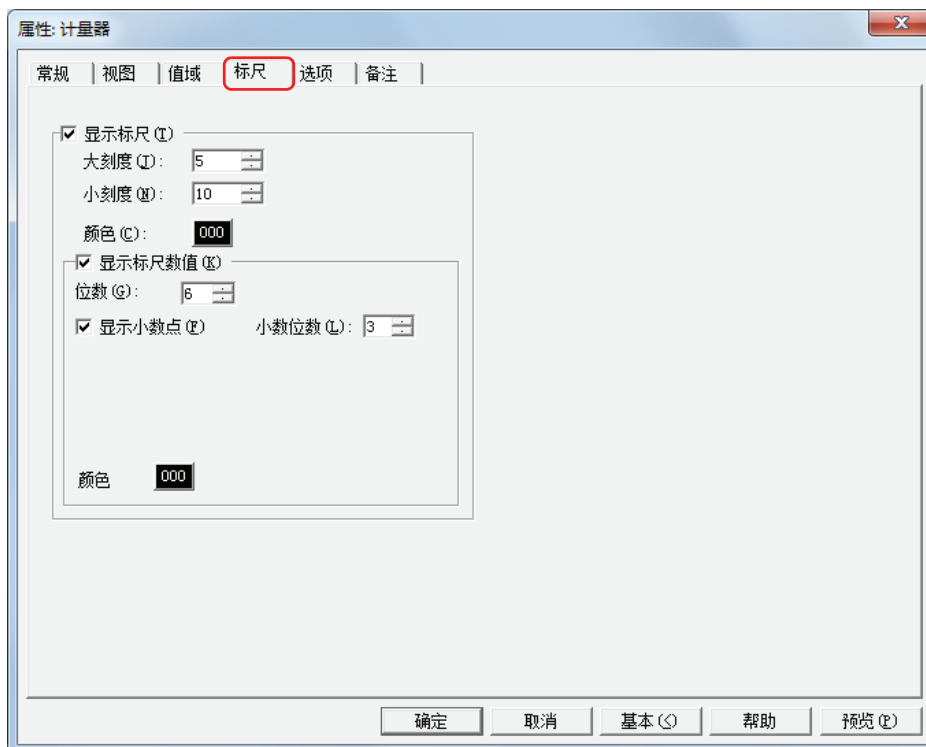 属性: 计量器
常规 视图 值域 标尺 选项 备注
显示标尺(T)
大刻度(J): 5
小刻度(N): 10
颜色(C): 000
显示标尺数值(K)
位数(G): 6
显示小数点(F) 小数位数(L): 3
颜色 000
确定 取消 基本(<) 帮助 预览(P)